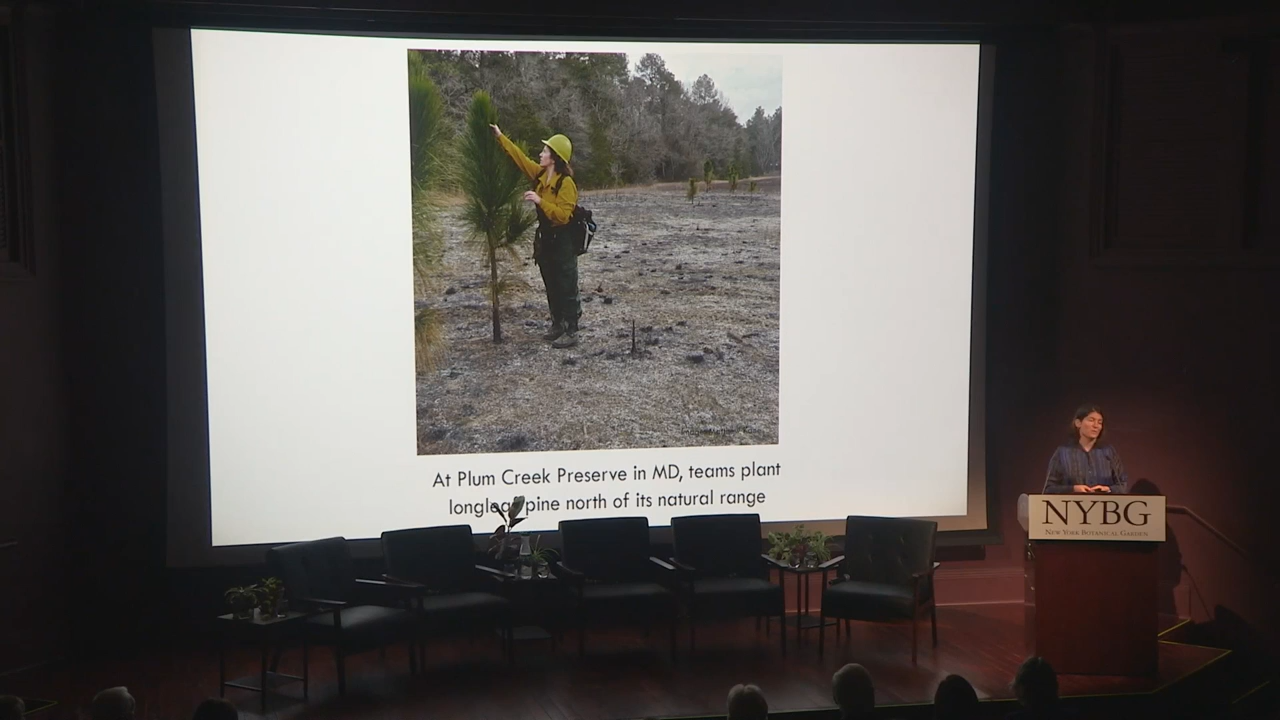 At Plum Creek Preserve in MD, teams plant
longleaf pine north of its natural range
NYBG
NEW YORK BOTANICAL GARDEN